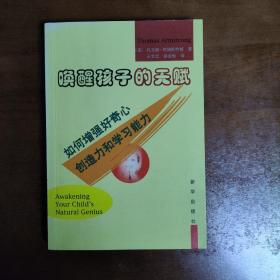 Thomas Armstrong
唤醒孩子的天赋
如何增强好奇心
创造力和学习能力
Awakening
Your Child's
Natural Genius
新华出版社